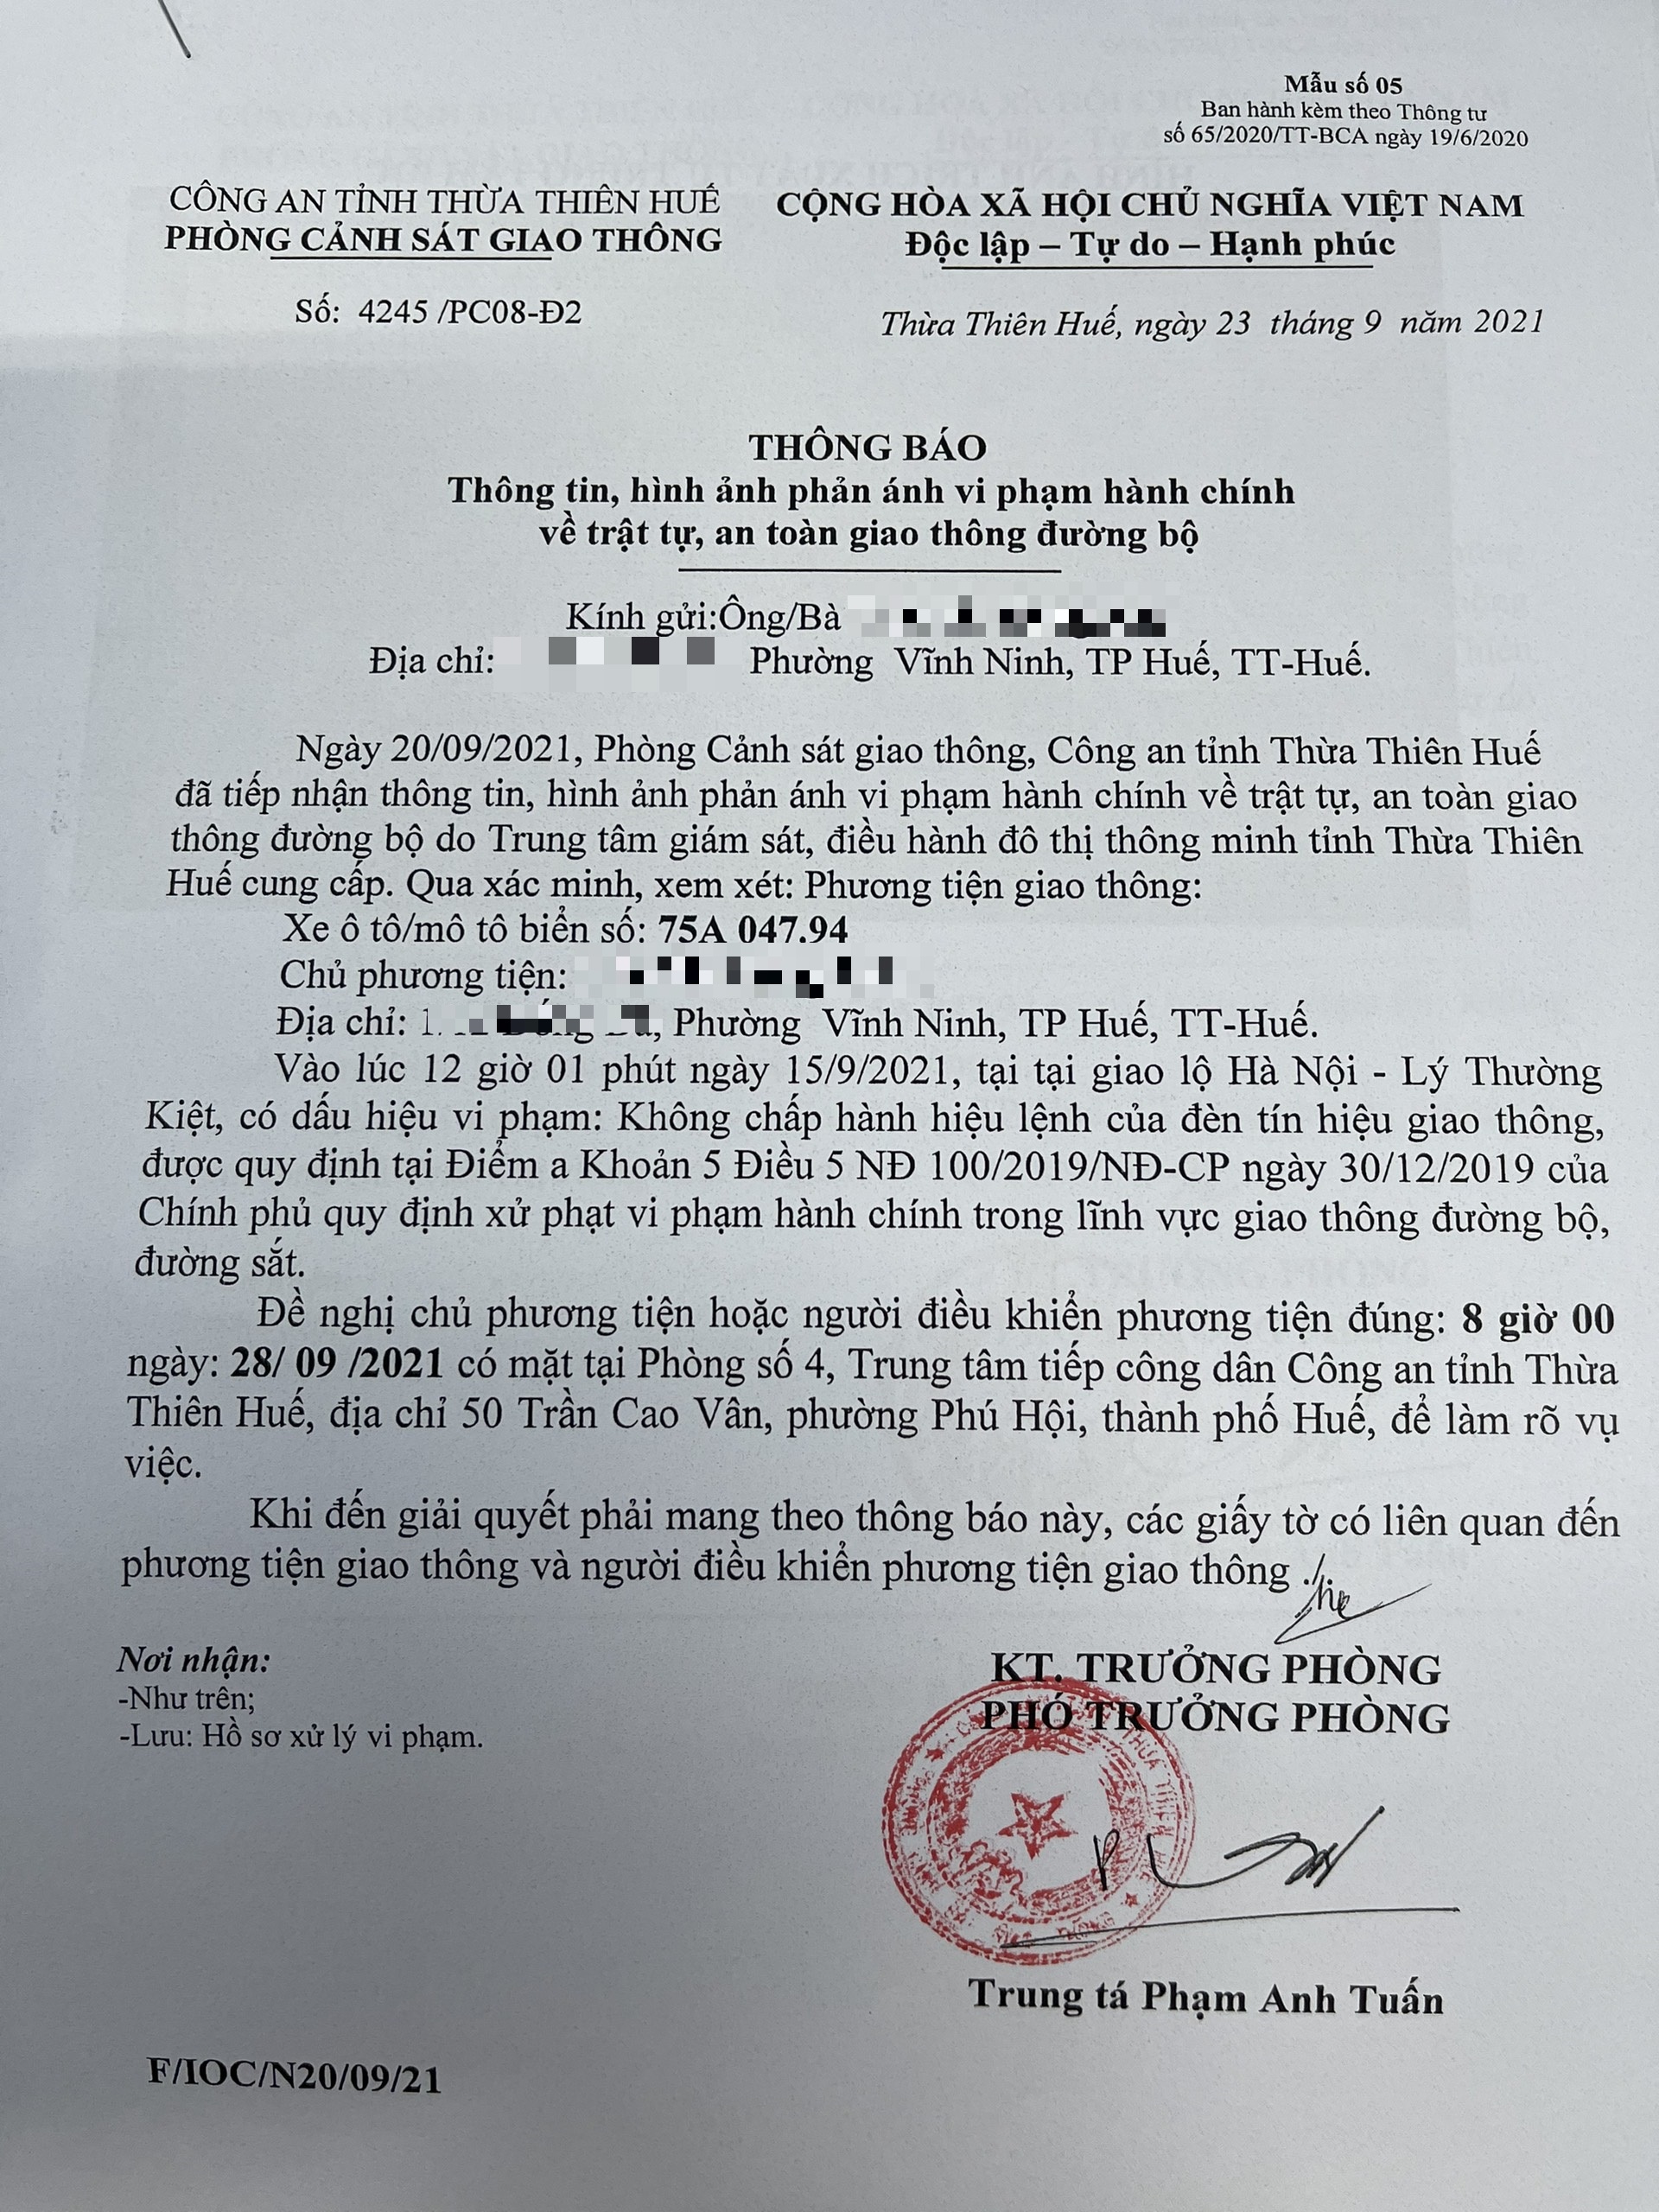 Mẫu số 05
Ban hành kèm theo Thông tư
số 65/2020/TT-BCA ngày 19/6/2020
CÔNG AN TỈNH THỪA THIÊN HUẾ
PHÒNG CẢNH SÁT GIAO THÔNG
CỘNG HÒA XÃ HỘI CHỦ NGHĨA VIỆT NAM
Độc lập – Tự do – Hạnh phúc
Số: 4245 /PC08-Đ2
Thừa Thiên Huế, ngày 23 tháng 9 năm 2021
THÔNG BÁO
Thông tin, hình ảnh phản ánh vi phạm hành chính
về trật tự, an toàn giao thông đường bộ
Kính gửi:Ông/Bà
Địa chỉ: Phường Vĩnh Ninh, TP Huế, TT-Huế.
Ngày 20/09/2021, Phòng Cảnh sát giao thông, Công an tỉnh Thừa Thiên Huế
đã tiếp nhận thông tin, hình ảnh phản ánh vi phạm hành chính về trật tự, an toàn giao
thông đường bộ do Trung tâm giám sát, điều hành đô thị thông minh tỉnh Thừa Thiên
Huế cung cấp. Qua xác minh, xem xét: Phương tiện giao thông:
Xe ô tô/mô tô biển số: 75A 047.94
Chủ phương tiện:
Địa chỉ: Phường Vĩnh Ninh, TP Huế, TT-Huế.
Vào lúc 12 giờ 01 phút ngày 15/9/2021, tại tại giao lộ Hà Nội - Lý Thường
Kiệt, có dấu hiệu vi phạm: Không chấp hành hiệu lệnh của đèn tín hiệu giao thông,
được quy định tại Điểm a Khoản 5 Điều 5 NĐ 100/2019/NĐ-CP ngày 30/12/2019 của
Chính phủ quy định xử phạt vi phạm hành chính trong lĩnh vực giao thông đường bộ,
đường sắt.
Đề nghị chủ phương tiện hoặc người điều khiển phương tiện đúng: 8 giờ 00
ngày: 28/ 09 /2021 có mặt tại Phòng số 4, Trung tâm tiếp công dân Công an tỉnh Thừa
Thiên Huế, địa chỉ 50 Trần Cao Vân, phường Phú Hội, thành phố Huế, để làm rõ vụ
việc.
Khi đến giải quyết phải mang theo thông báo này, các giấy tờ có liên quan đến
phương tiện giao thông và người điều khiển phương tiện giao thông ./.
Nơi nhận:
-Như trên;
-Lưu: Hồ sơ xử lý vi phạm.
KT. TRƯỞNG PHÒNG
PHÓ TRƯỞNG PHÒNG
Trung tá Phạm Anh Tuấn
F/IOC/N20/09/21